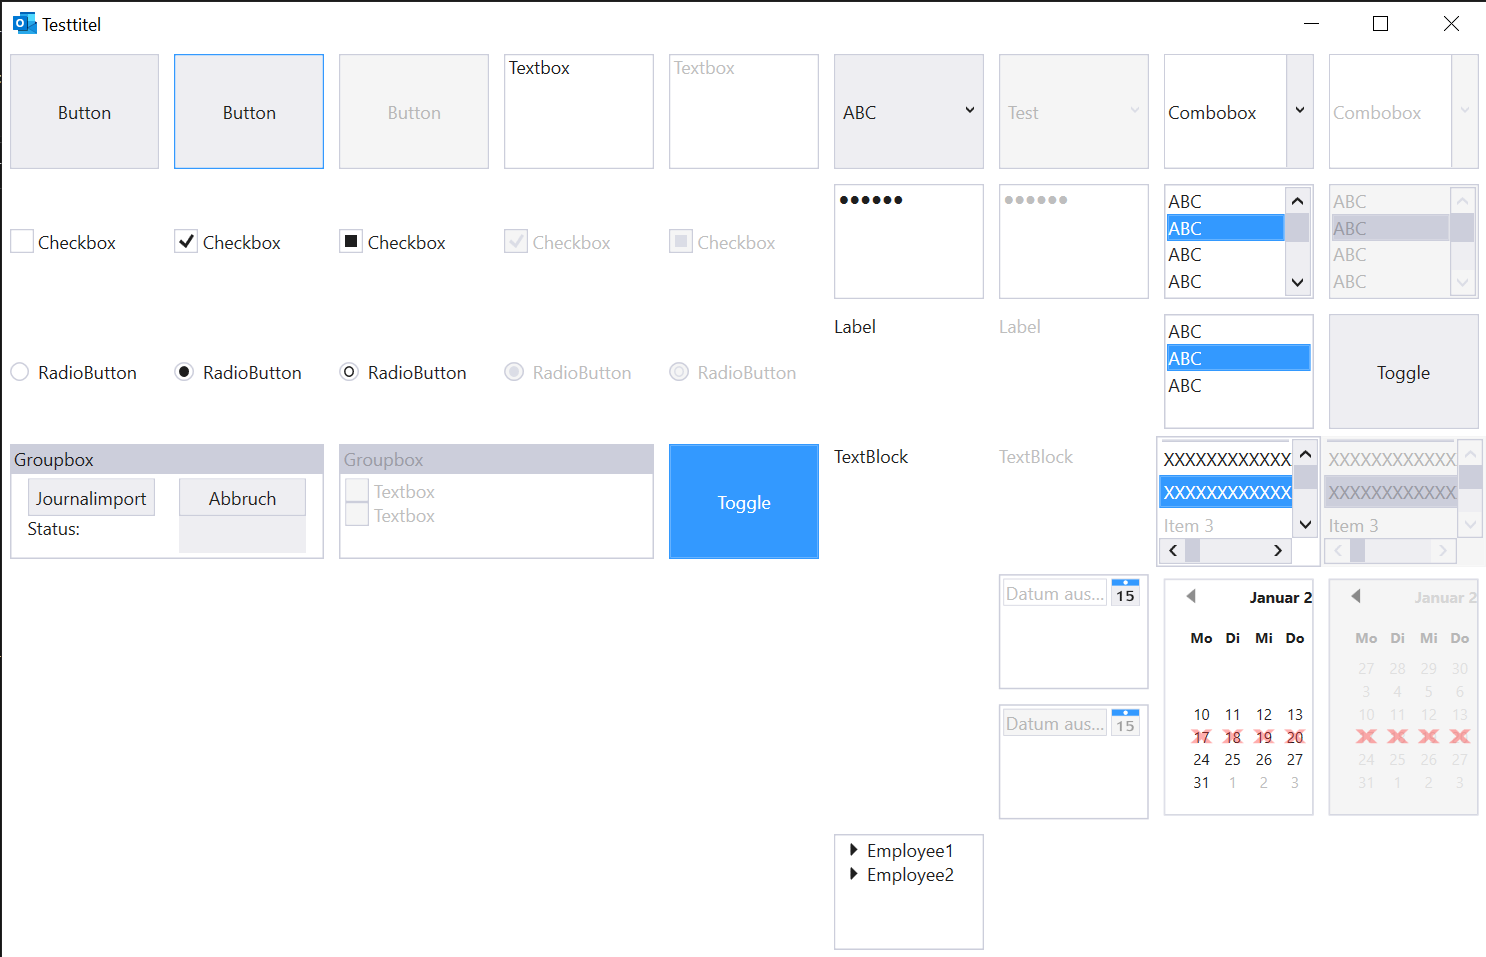 Testtitel
Button
Button
Button
Textbox
Textbox
ABC
Test
Combobox
Combobox
Checkbox
Checkbox
Checkbox
Checkbox
Checkbox
●●●●●●
●●●●●●
ABC
ABC
ABC
ABC
ABC
ABC
ABC
ABC
RadioButton
RadioButton
RadioButton
RadioButton
RadioButton
Label
Label
ABC
ABC
ABC
Toggle
Groupbox
Journalimport
Abbruch
Status:
Groupbox
Textbox
Textbox
Toggle
TextBlock
TextBlock
XXXXXXXXXXXX
XXXXXXXXXXXX
Item 3
XXXXXXXXXXXX
XXXXXXXXXXXX
Item 3
Datum aus...
15
Datum aus...
15
Januar 2
Mo Di Mi Do
10 11 12 13
17 18 19 20
24 25 26 27
31 1 2 3
Januar 2
Mo Di Mi Do
27 28 29 30
3 4 5 6
10 11 12 13
24 25 26 27
31 1 2 3
Employee1
Employee2